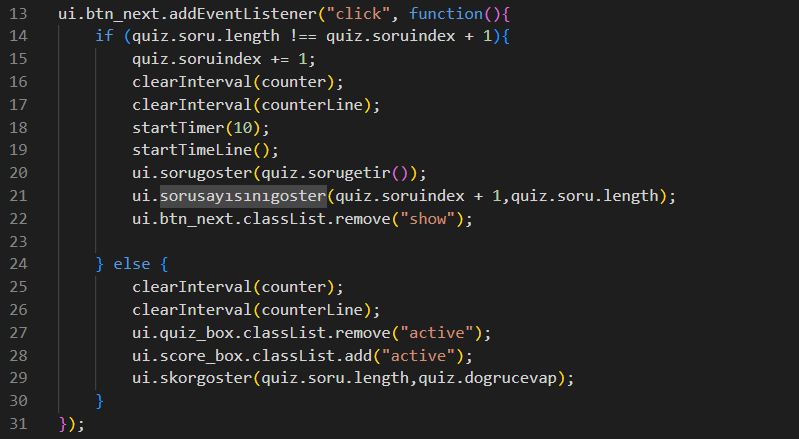 13 ui.btn_next.addEventListener("click", function(){
14 if (quiz.soru.length !== quiz.soruindex + 1){
15 quiz.soruindex += 1;
16 clearInterval(counter);
17 clearInterval(counterLine);
18 startTimer(10);
19 startTimeLine();
20 ui.sorugoster(quiz.sorugetir());
21 ui.sorusayısınıgoster(quiz.soruindex + 1,quiz.soru.length);
22 ui.btn_next.classList.remove("show");
23
24 } else {
25 clearInterval(counter);
26 clearInterval(counterLine);
27 ui.quiz_box.classList.remove("active");
28 ui.score_box.classList.add("active");
29 ui.skorgoster(quiz.soru.length,quiz.dogrucevap);
30 }
31 });